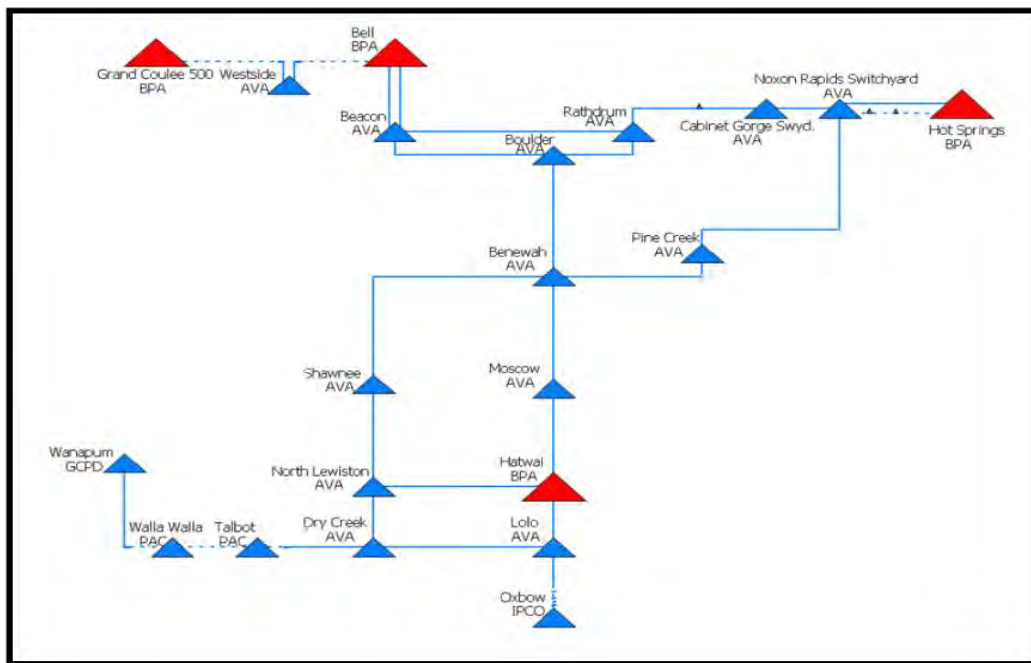 Bell
BPA
Grand Coulee 500
BPA
Westside
AVA
Noxon Rapids Switchyard
AVA
Beacon
AVA
Rathdrum
AVA
Cabinet Gorge Swyd.
AVA
Hot Springs
BPA
Boulder
AVA
Pine Creek
AVA
Benewah
AVA
Shawnee
AVA
Moscow
AVA
Wanapum
GCPD
North Lewiston
AVA
Hatwai
BPA
Walla Walla
PAC
Talbot
PAC
Dry Creek
AVA
Lolo
AVA
Oxbow
IPCO